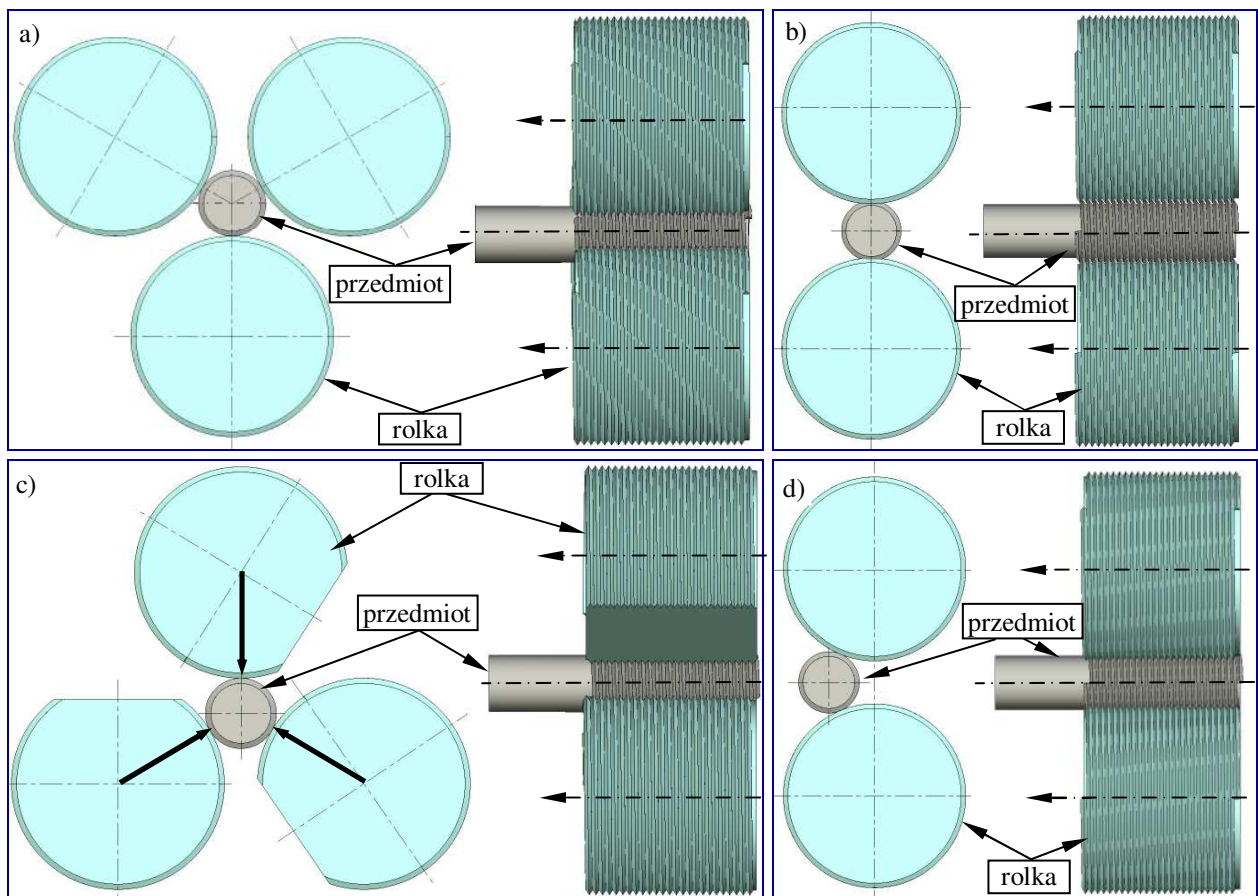 a)
przedmiot
rolka
b)
przedmiot
rolka
c)
rolka
przedmiot
d)
przedmiot
rolka